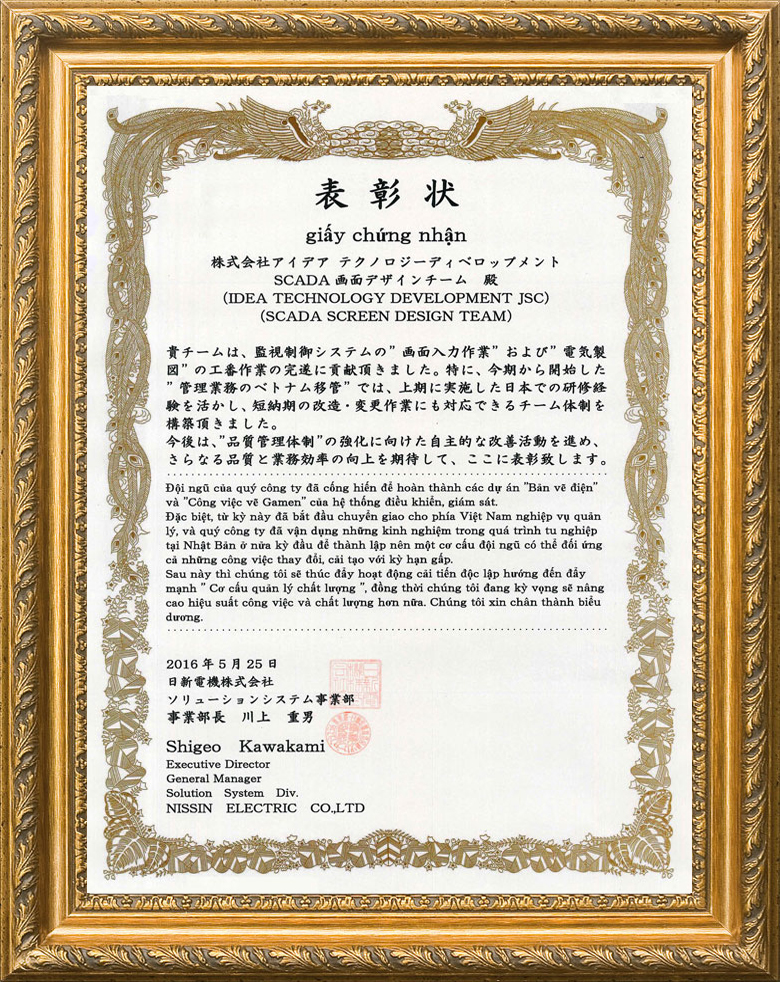 表彰状
giấy chứng nhận
株式会社アイデア テクノロジーディベロップメント
SCADA 画面デザインチーム 殿
(IDEA TECHNOLOGY DEVELOPMENT JSC)
(SCADA SCREEN DESIGN TEAM)
貴チームは、監視制御システムの”画面入力作業”および”電気製
図”の工番作業の完遂に貢献頂きました。特に、今期から開始した
”管理業務のベトナム移管”では、上期に実施した日本での研修経
験を活かし、短納期の改造・変更作業にも対応できるチーム体制を
構築頂きました。
今後は、”品質管理体制”の強化に向けた自主的な改善活動を進め、
さらなる品質と業務効率の向上を期待して、ここに表彰致します。
Đội ngũ của quý công ty đã cống hiến để hoàn thành các dự án "Bản vẽ điện"
và "Công việc vẽ Gamen" của hệ thống điều khiển, giám sát.
Đặc biệt, từ kỳ này đã bắt đầu chuyển giao cho phía Việt Nam nghiệp vụ quản
lý, và quý công ty đã vận dụng những kinh nghiệm trong quá trình tu nghiệp
tại Nhật Bản ở nửa kỳ đầu để thành lập nên một cơ cấu đội ngũ có thể đối ứng
cả những công việc thay đổi, cải tạo với kỳ hạn gấp.
Sau này thì chúng tôi sẽ thúc đẩy hoạt động cải tiến độc lập hướng đến đẩy
mạnh " Cơ cấu quản lý chất lượng ", đồng thời chúng tôi đang kỳ vọng sẽ nâng
cao hiệu suất công việc và chất lượng hơn nữa. Chúng tôi xin chân thành biểu
dương.
2016年5月25日
日新電機株式会社
ソリューションシステム事業部
事業部長 川上 重男
Shigeo Kawakami
Executive Director
General Manager
Solution System Div.
NISSIN ELECTRIC CO.,LTD